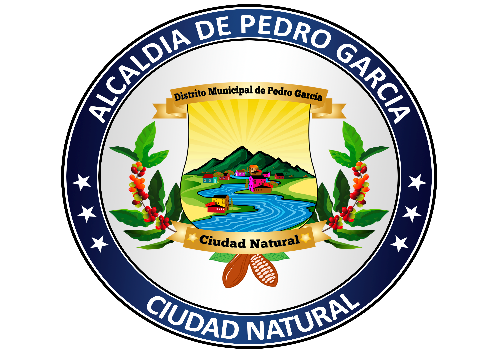 ALCALDIA DE PEDRO GARCIA
Distrito Municipal de Pedro García
Ciudad Natural
CIUDAD NATURAL